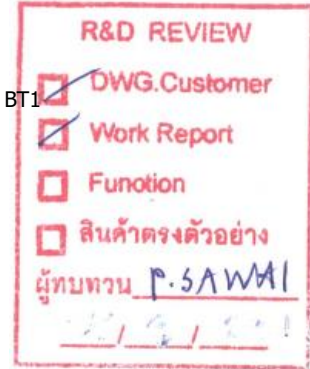 R&D REVIEW
BT1 DWG.Customer
Work Report
Funotion
สินค้าตรงตัวอย่าง
ผู้ทบทวน P.SAWAI